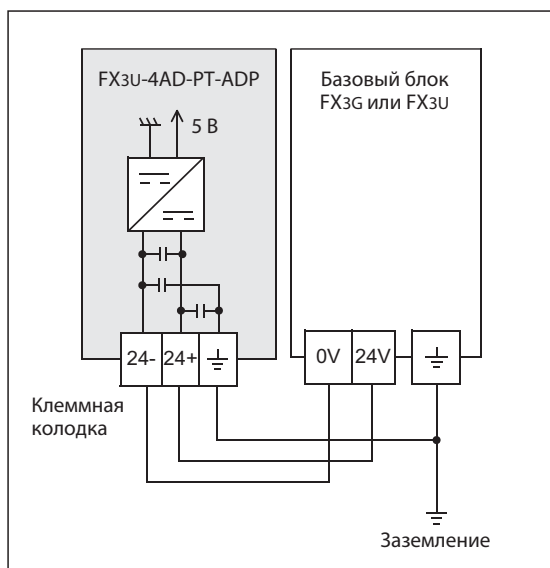 FX3U-4AD-PT-ADP
5 В
Базовый блок
FX3G или FX3U
24-
24+
0V
24V
Клеммная
колодка
Заземление